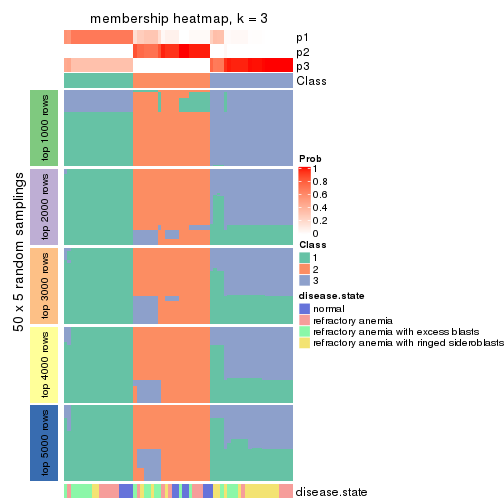 membership heatmap, k = 3
p1
p2
p3
Class
50 x 5 random samplings
top 1000 rows
top 2000 rows
top 3000 rows
top 4000 rows
top 5000 rows
Prob
1
0.8
0.6
0.4
0.2
0
Class
1
2
3
disease.state
normal
refractory anemia
refractory anemia with excess blasts
refractory anemia with ringed sideroblasts
disease.state